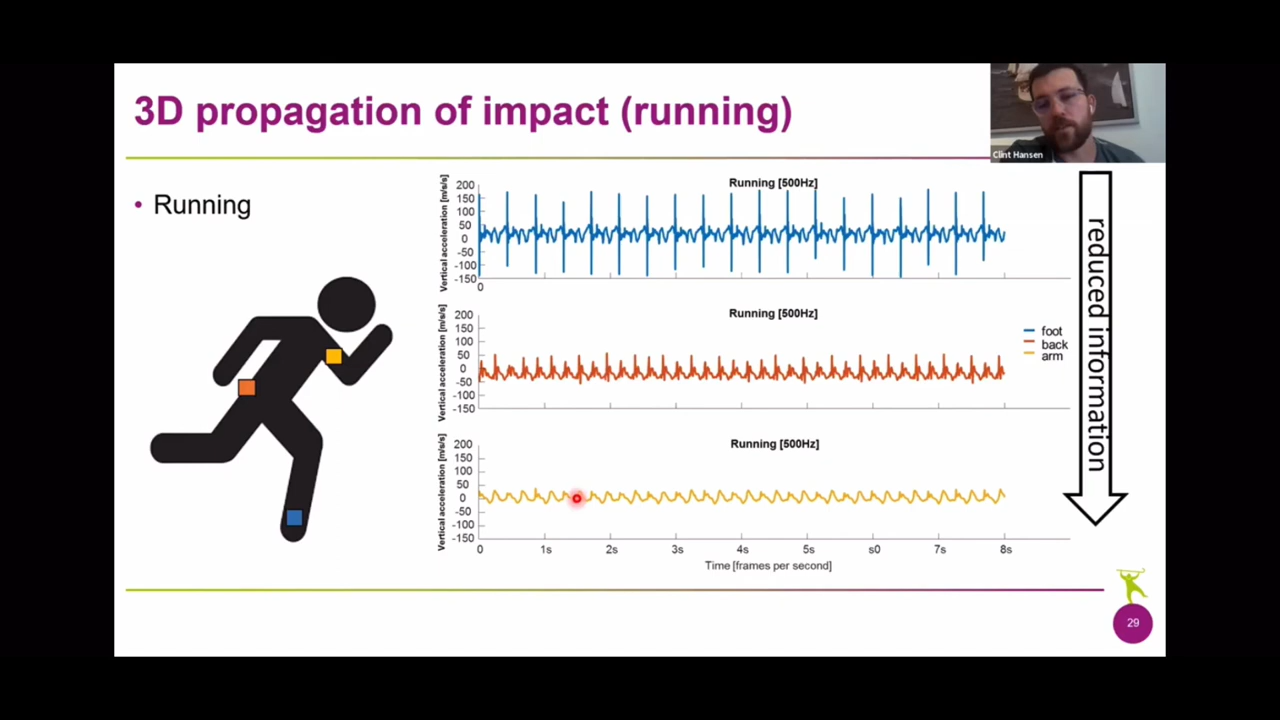 3D propagation of impact (running)
Clint Hansen
• Running
Running [500Hz]
Vertical acceleration [m/s/s]
200
150
100
50
0
-50
-100
-150
0
Running [500Hz]
Vertical acceleration [m/s/s]
200
150
100
50
0
-50
-100
-150
foot
back
arm
Running [500Hz]
Vertical acceleration [m/s/s]
200
150
100
50
0
-50
-100
-150
0 1s 2s 3s 4s 5s s0 7s 8s
Time [frames per second]
reduced information
29